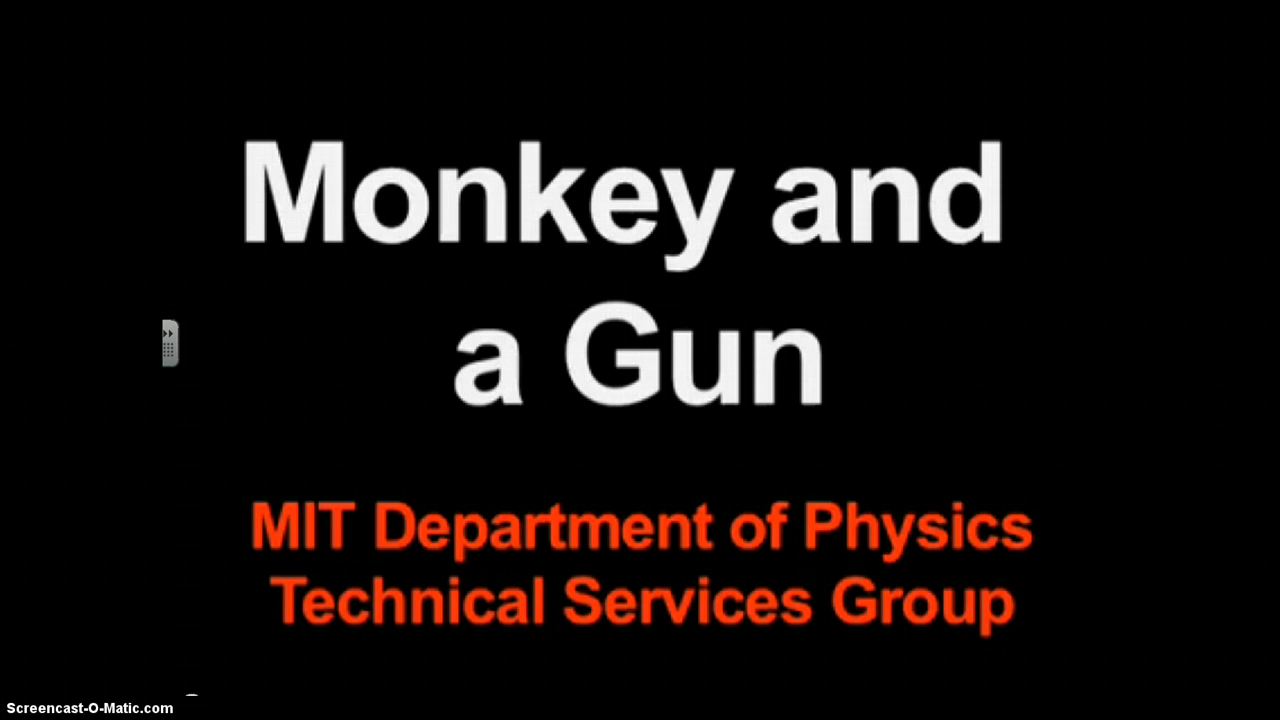 Monkey and
a Gun
MIT Department of Physics
Technical Services Group
Screencast-O-Matic.com